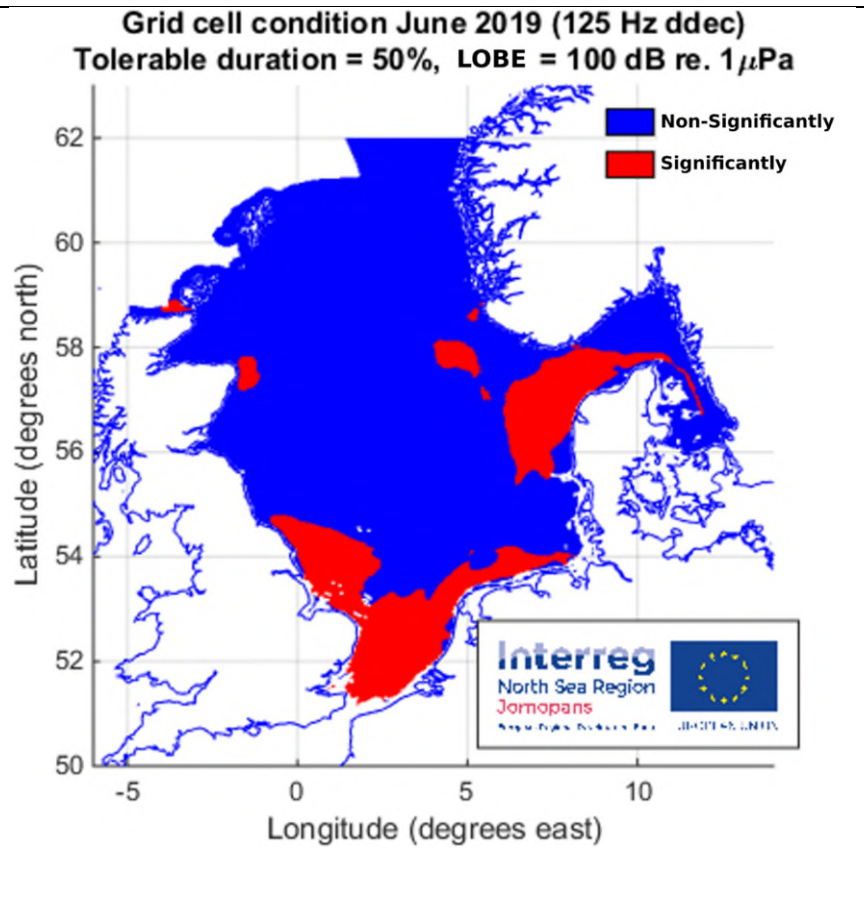 Grid cell condition June 2019 (125 Hz ddec)
Tolerable duration = 50%, LOBE = 100 dB re. 1μPa
Non-Significantly
Significantly
62
60
58
56
54
52
50
Latitude (degrees north)
-5
0
5
10
Longitude (degrees east)
Interreg
North Sea Region
Jomopans
EUROPEAN UNION